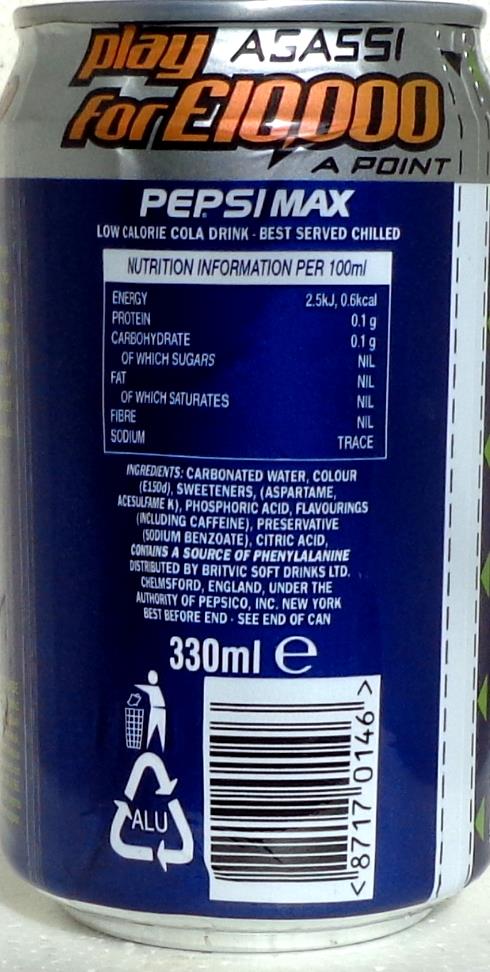 play AGASSI
for £10,000
A POINT
PEPSI MAX
LOW CALORIE COLA DRINK - BEST SERVED CHILLED
NUTRITION INFORMATION PER 100ml
ENERGY 2.5kJ, 0.6kcal
PROTEIN 0.1 g
CARBOHYDRATE 0.1 g
OF WHICH SUGARS NIL
FAT NIL
OF WHICH SATURATES NIL
FIBRE NIL
SODIUM TRACE
INGREDIENTS: CARBONATED WATER, COLOUR
(E150d), SWEETENERS, (ASPARTAME,
ACESULFAME K), PHOSPHORIC ACID, FLAVOURINGS
(INCLUDING CAFFEINE), PRESERVATIVE
(SODIUM BENZOATE), CITRIC ACID,
CONTAINS A SOURCE OF PHENYLALANINE
DISTRIBUTED BY BRITVIC SOFT DRINKS LTD.
CHELMSFORD, ENGLAND, UNDER THE
AUTHORITY OF PEPSICO, INC. NEW YORK
BEST BEFORE END - SEE END OF CAN
330ml e
ALU
<8717 0146>